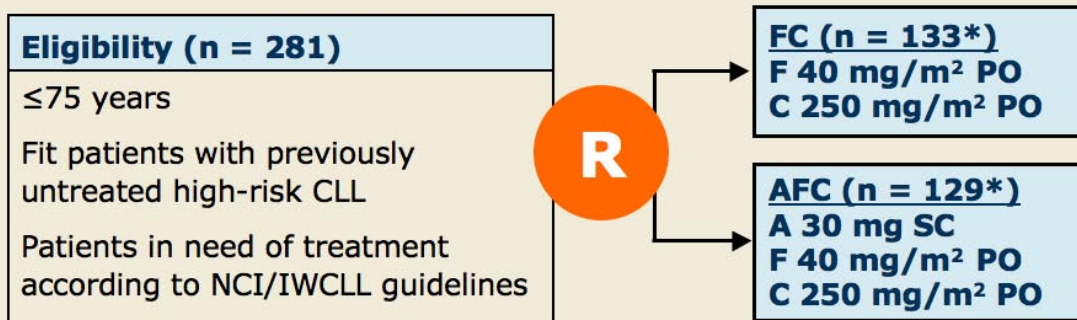 Eligibility (n = 281)
≤75 years
Fit patients with previously
untreated high-risk CLL
Patients in need of treatment
according to NCI/IWCLL guidelines
R
FC (n = 133*)
F 40 mg/m² PO
C 250 mg/m² PO
AFC (n = 129*)
A 30 mg SC
F 40 mg/m² PO
C 250 mg/m² PO